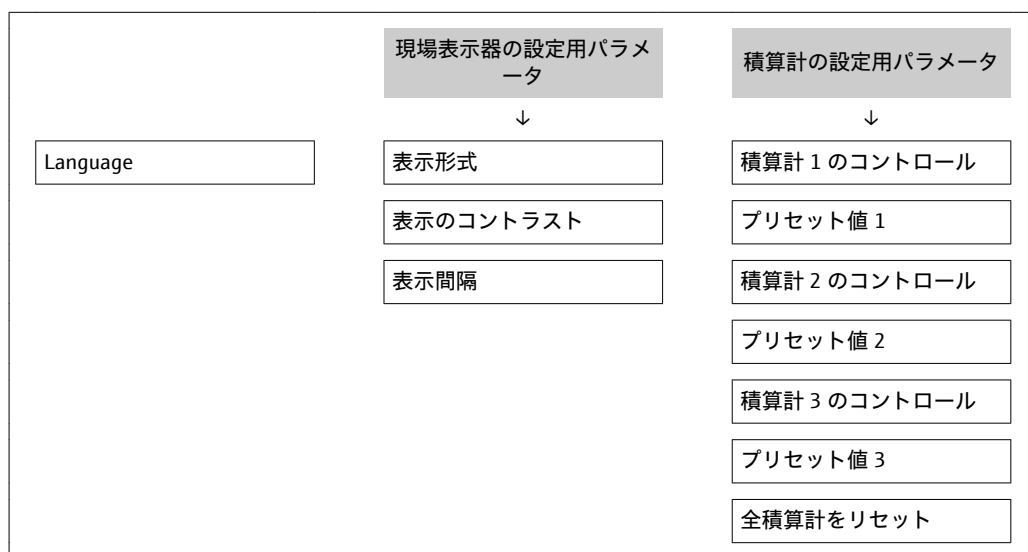 現場表示器の設定用パラメ
ータ
積算計の設定用パラメータ
↓
↓
Language
表示形式
積算計 1 のコントロール
表示のコントラスト
プリセット値 1
表示間隔
積算計 2 のコントロール
プリセット値 2
積算計 3 のコントロール
プリセット値 3
全積算計をリセット